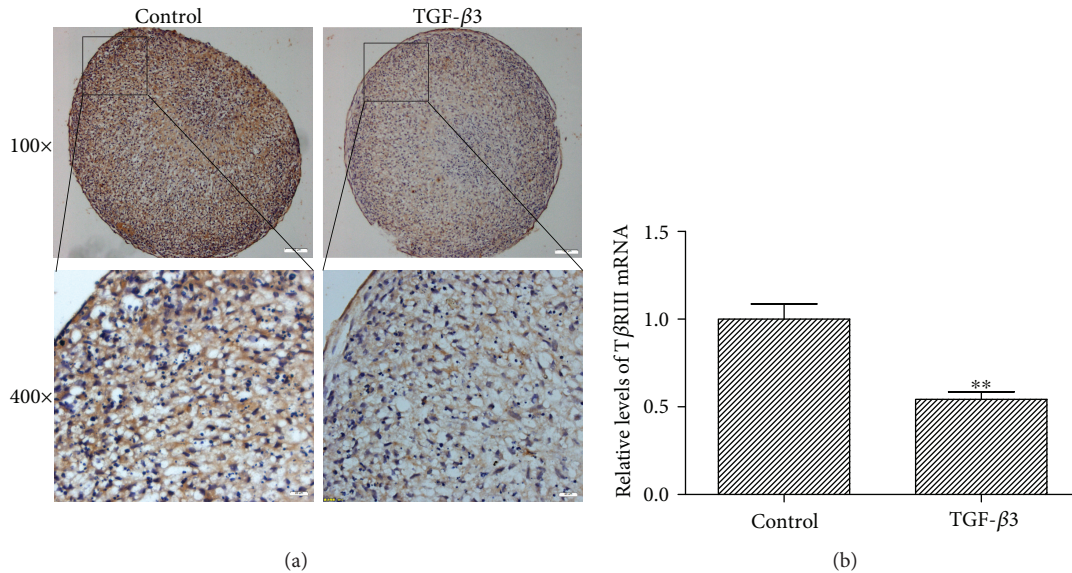 Control
TGF-β3
100×
400×
(a)
Relative levels of TβRIII mRNA
1.5
1.0
0.5
0.0
**
Control
TGF-β3
(b)